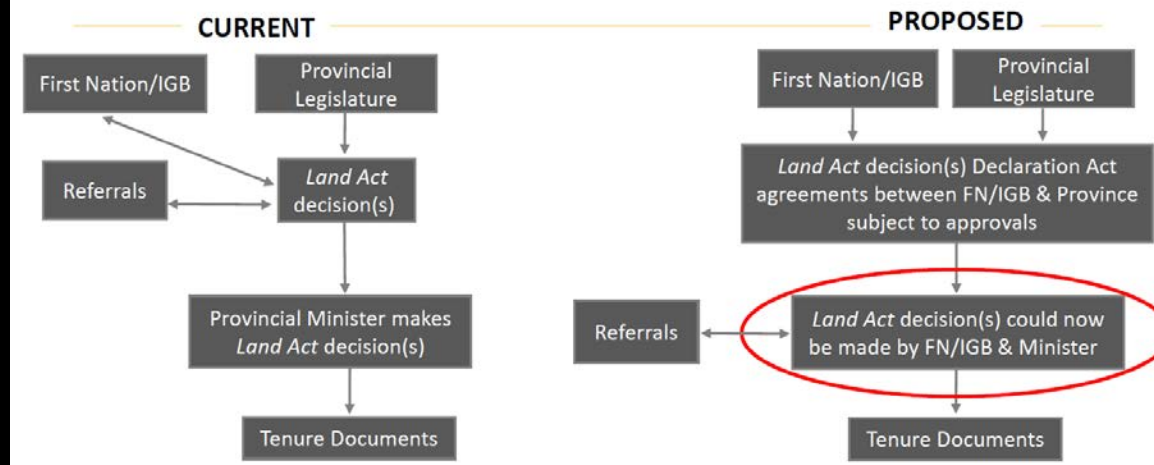 CURRENT
First Nation/IGB
Provincial
Legislature
Referrals
Land Act
decision(s)
Provincial Minister makes
Land Act decision(s)
Tenure Documents
PROPOSED
First Nation/IGB
Provincial
Legislature
Land Act decision(s) Declaration Act
agreements between FN/IGB & Province
subject to approvals
Referrals
Land Act decision(s) could now
be made by FN/IGB & Minister
Tenure Documents